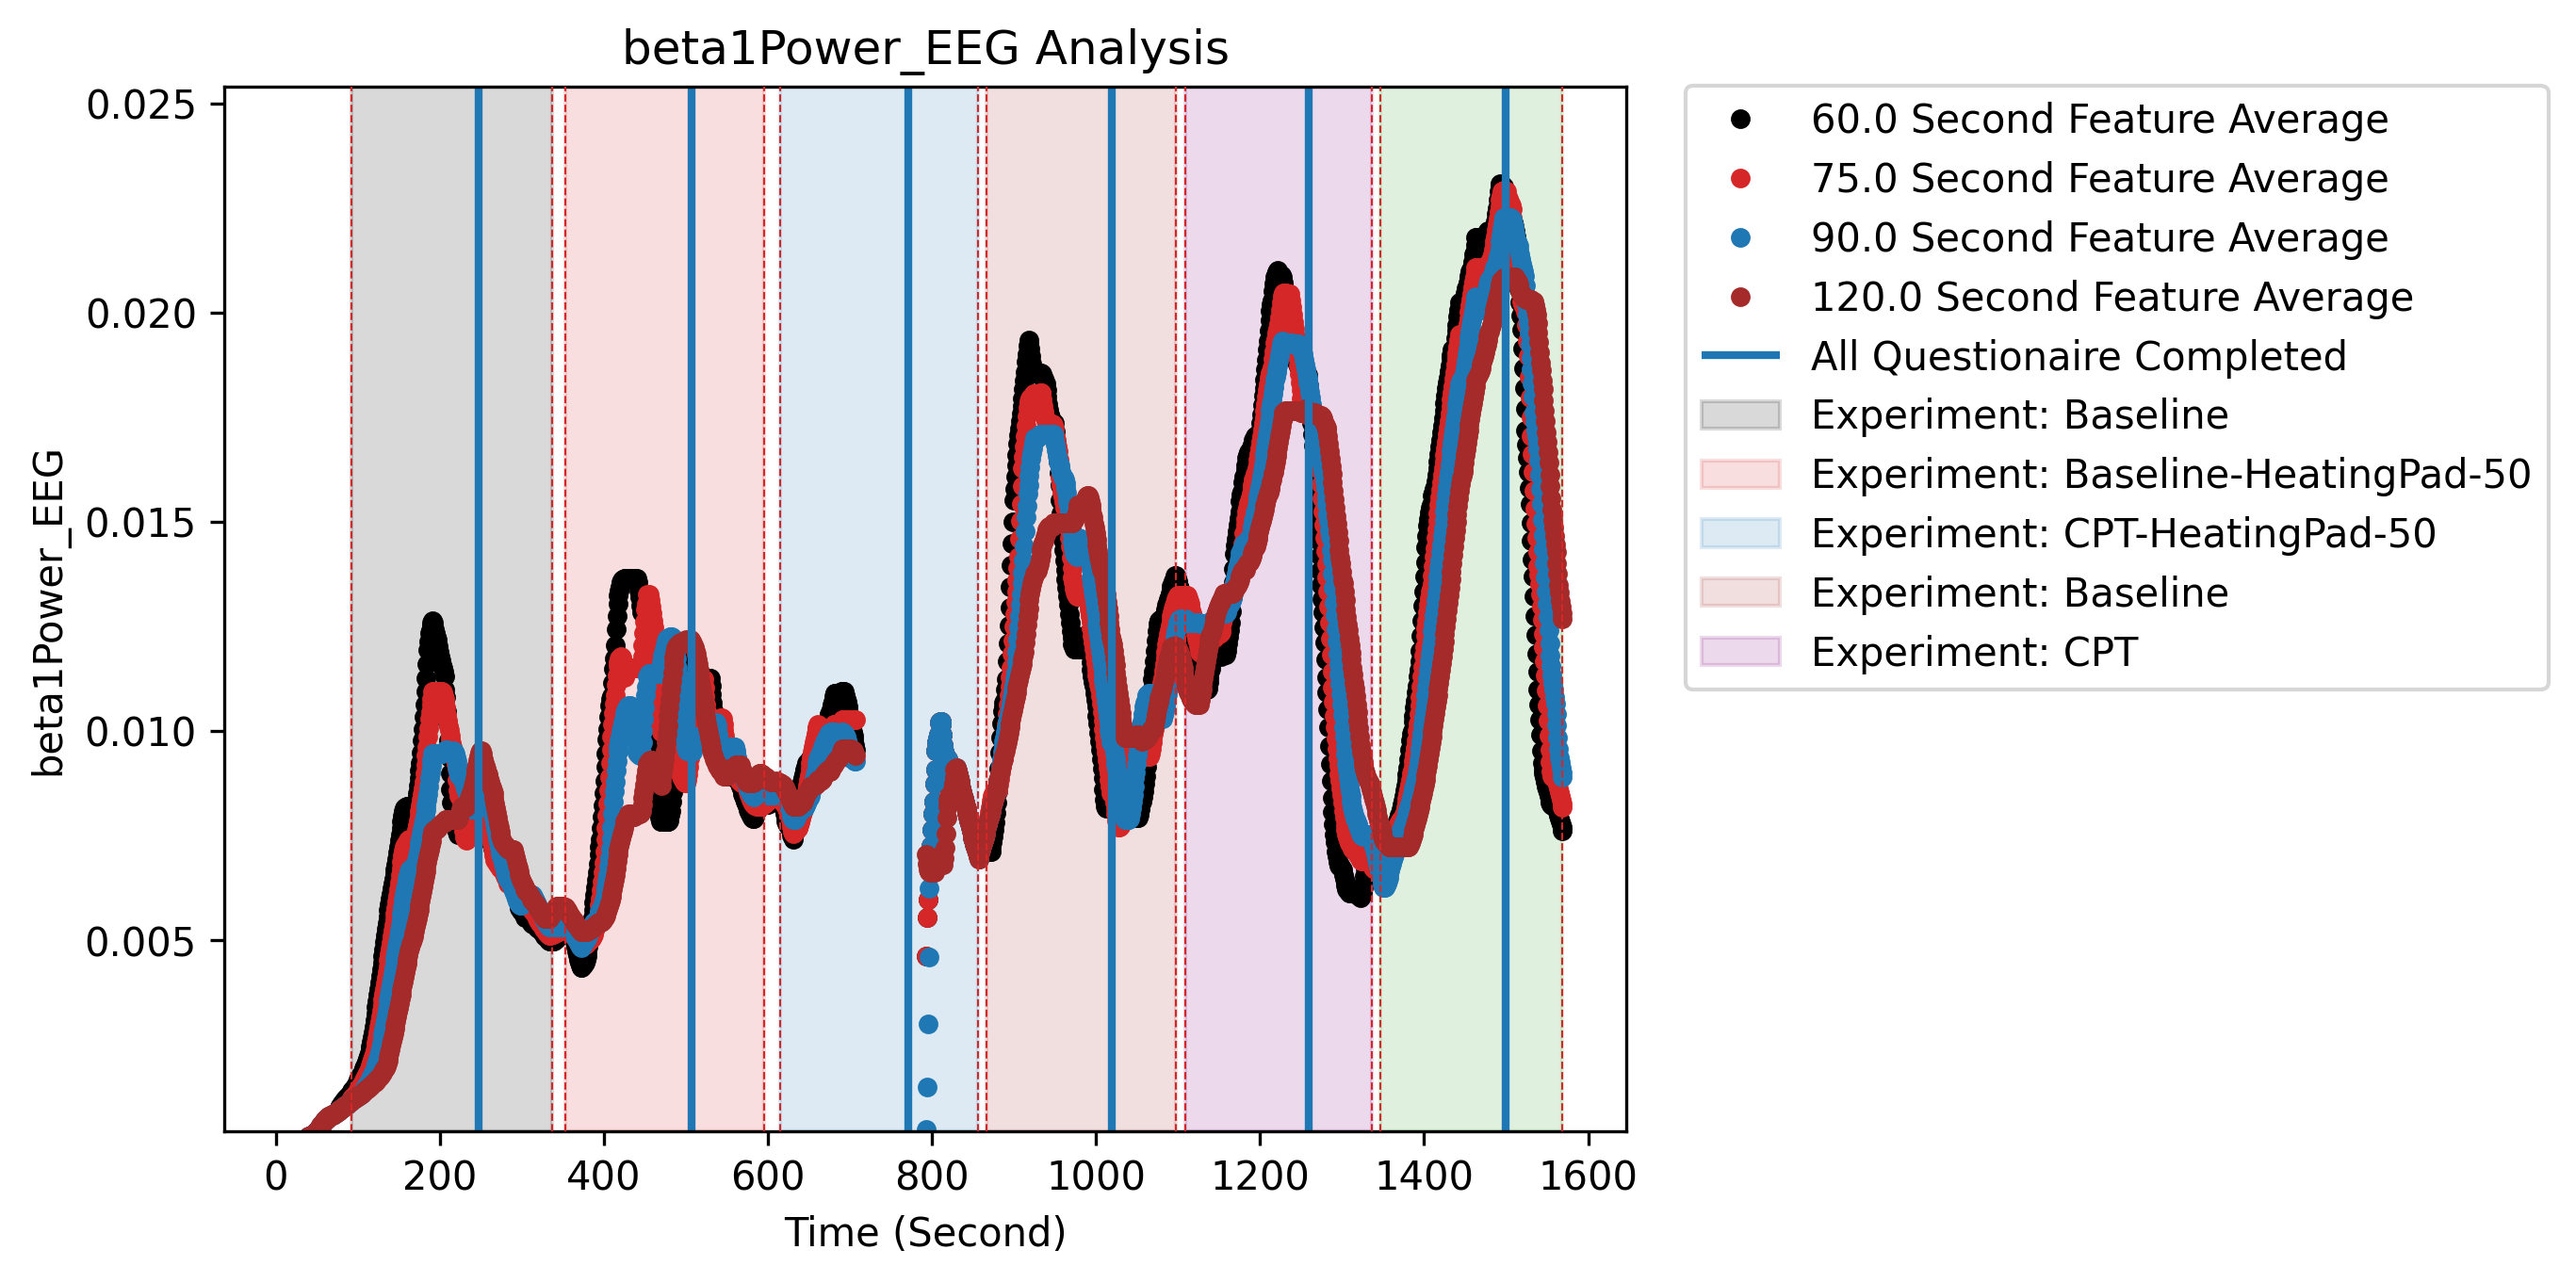 beta1Power_EEG Analysis
0.025
0.020
0.015
0.010
0.005
beta1Power_EEG
0 200 400 600 800 1000 1200 1400 1600
Time (Second)
60.0 Second Feature Average
75.0 Second Feature Average
90.0 Second Feature Average
120.0 Second Feature Average
All Questionaire Completed
Experiment: Baseline
Experiment: Baseline-HeatingPad-50
Experiment: CPT-HeatingPad-50
Experiment: Baseline
Experiment: CPT